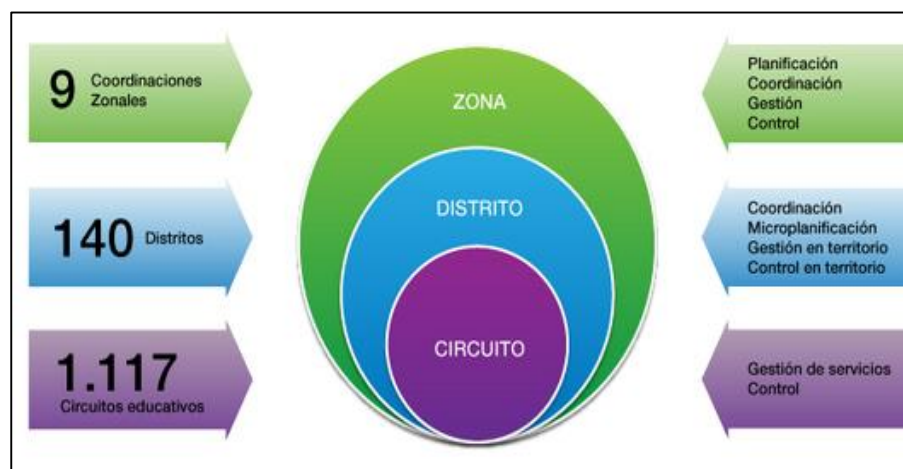 9 Coordinaciones
Zonales
ZONA
Planificación
Coordinación
Gestión
Control
140 Distritos
DISTRITO
Coordinación
Microplanificación
Gestión en territorio
Control en territorio
1.117
Circuitos educativos
CIRCUITO
Gestión de servicios
Control